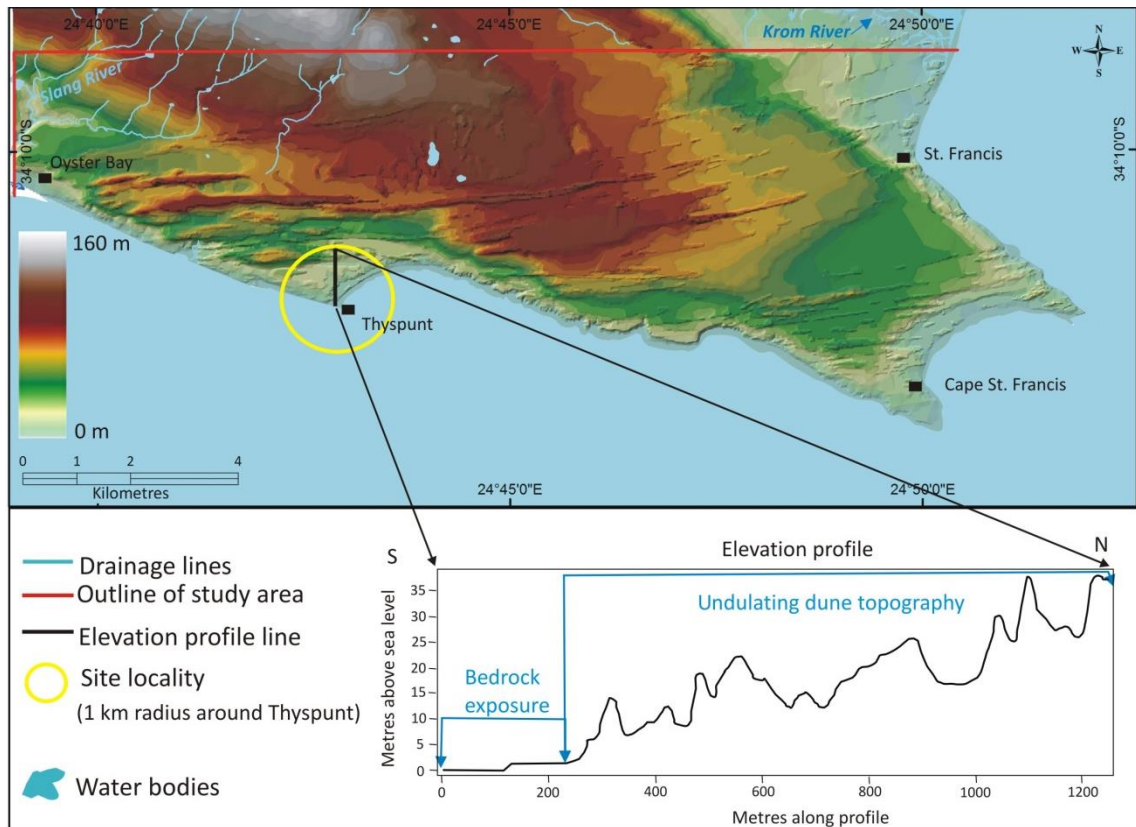 24°40'0"E
24°45'0"E
24°50'0"E
Krom River
N
W E
S
Slang River
34°10'0"S
34°10'0"S
Oyster Bay
St. Francis
160 m
0 m
Thyspunt
Cape St. Francis
0 1 2 4
Kilometres
24°45'0"E
24°50'0"E
Drainage lines
Outline of study area
Elevation profile line
Site locality
(1 km radius around Thyspunt)
Water bodies
S
Elevation profile
N
Metres above sea level
35
30
25
20
15
10
5
0
Undulating dune topography
Bedrock
exposure
0 200 400 600 800 1000 1200
Metres along profile